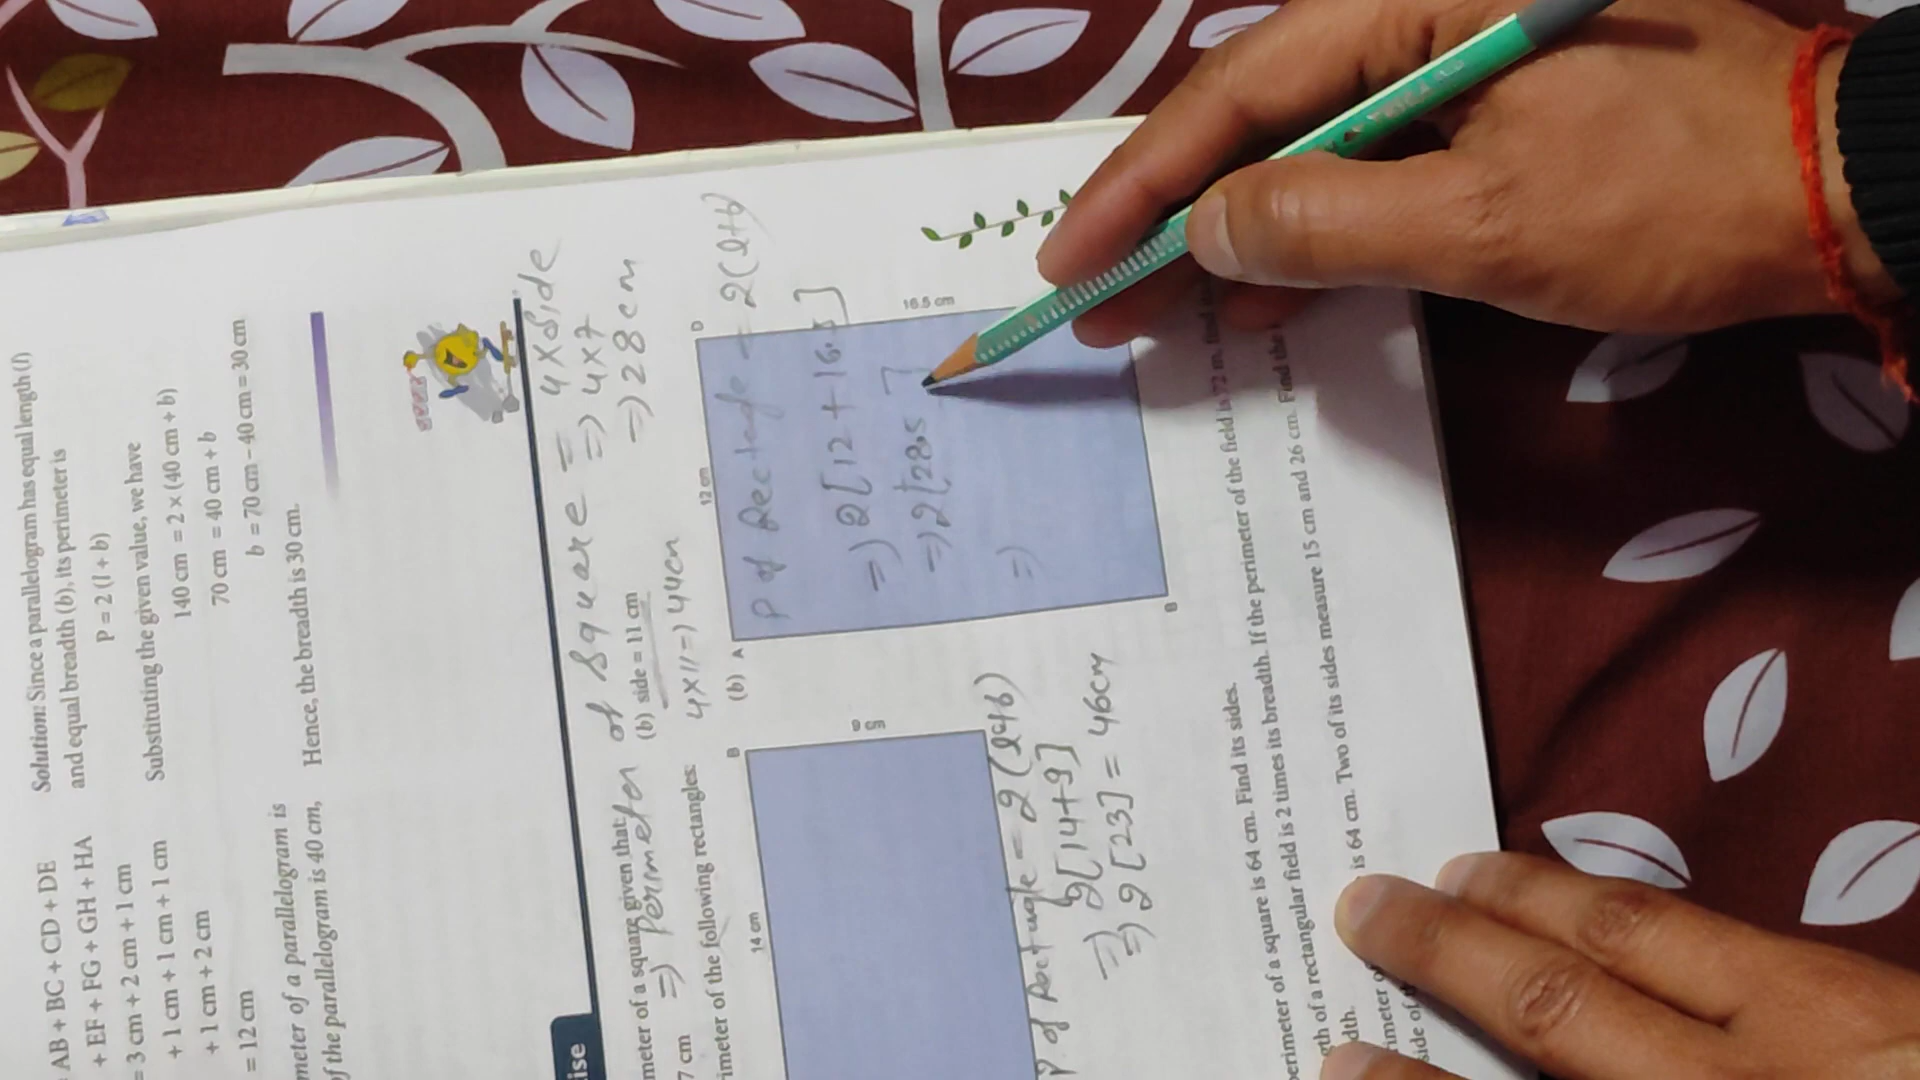 AB + BC + CD + DE
+ EF + FG + GH + HA
= 3 cm + 2 cm + 1 cm
+ 1 cm + 1 cm + 1 cm
+ 1 cm + 2 cm
= 12 cm
meter of a parallelogram is
of the parallelogram is 40 cm,
Solution: Since a parallelogram has equal length (l)
and equal breadth (b), its perimeter is
P = 2 (l + b)
Substituting the given value, we have
140 cm = 2 × (40 cm + b)
70 cm = 40 cm + b
b = 70 cm – 40 cm = 30 cm
Hence, the breadth is 30 cm.
ise
meter of a square given that:
=) Permeter of Square = 4 x Side
=) 4 x 7
=) 28 cm
7 cm
(b) side = 11 cm
4 x 11 =) 44cm
imeter of the following rectangles:
14 cm
B
9 cm
P. of Rectangle = 2(l+b)
=) 2[14+9]
=) 2[23] = 46cm
(b) A
12 cm
D
16.5 cm
B
P of Rectangle = 2(l+b)
=) 2[12+16.5]
=) 2[28.5]
=)
perimeter of a square is 64 cm. Find its sides.
gth of a rectangular field is 2 times its breadth. If the perimeter of the field is 72 m, find
dth.
imeter is 64 cm. Two of its sides measure 15 cm and 26 cm. Find the
side of